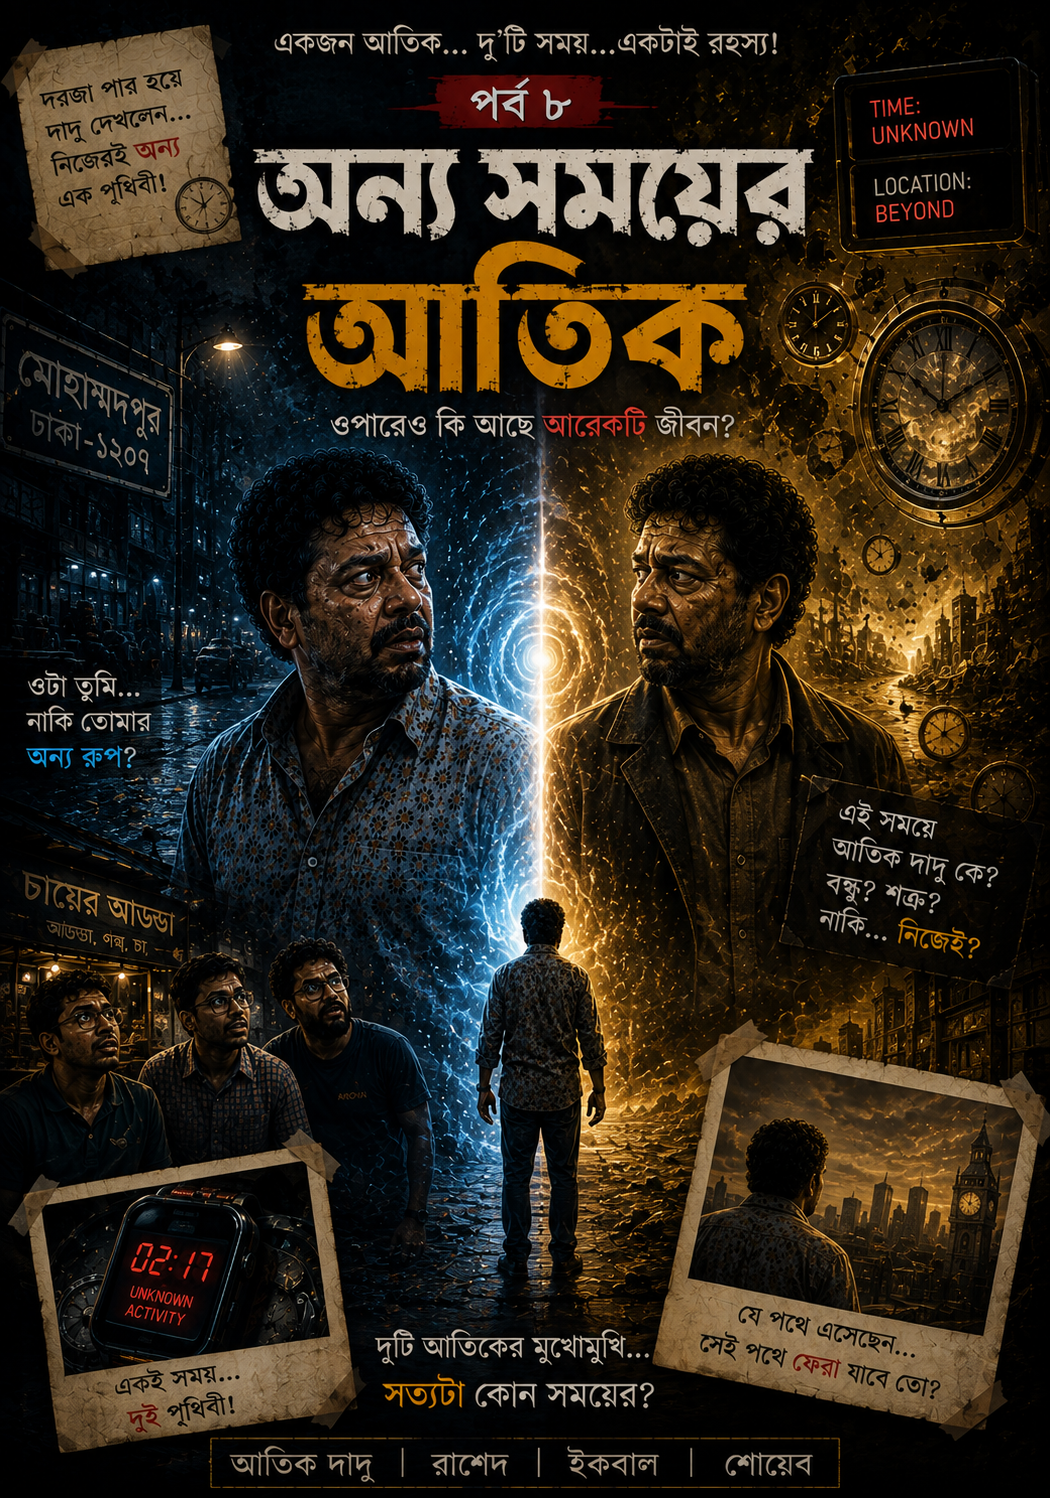 একজন আতিক... দু'টি সময়...একটাই রহস্য!
পর্ব ৮
অন্য সময়ের
আতিক
ওপারেও কি আছে আরেকটি জীবন?
দরজা পার হয়ে
দাদু দেখলেন...
নিজেরই অন্য
এক পৃথিবী!
TIME:
UNKNOWN
LOCATION:
BEYOND
মোহাম্মদপুর
ঢাকা-১২০৭
ওটা তুমি...
নাকি তোমার
অন্য রুপ?
এই সময়ে
আতিক দাদু কে?
বন্ধু? শত্রু?
নাকি... নিজেই?
চায়ের আড্ডা
আড্ডা, গল্প, চা
02:17
UNKNOWN
ACTIVITY
একই সময়...
দুই পৃথিবী!
যে পথে এসেছেন...
সেই পথে ফেরা যাবে তো?
দুটি আতিকের মুখোমুখি...
সত্যটা কোন সময়ের?
আতিক দাদু | রাশেদ | ইকবাল | শোয়েব